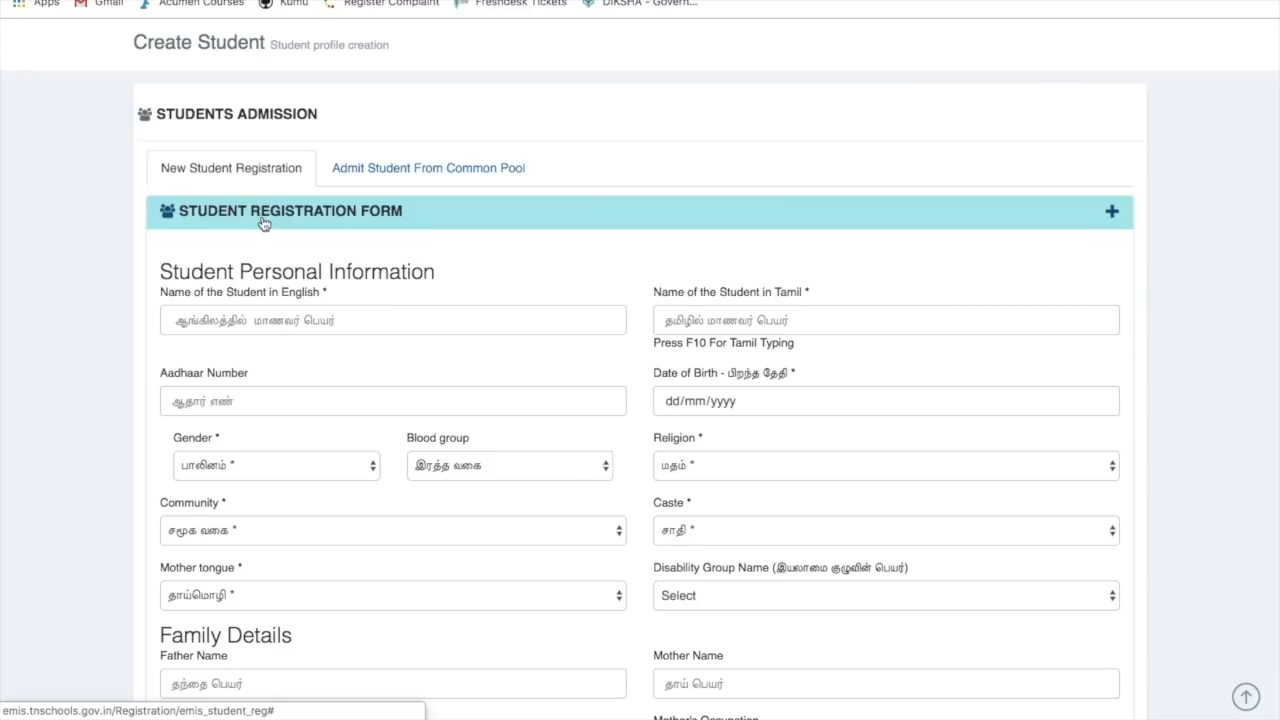 Apps Gmail Acumen Courses Kumu Register Complaint Freshdesk Tickets DIKSHA - Govern...
Create Student Student profile creation
STUDENTS ADMISSION
New Student Registration Admit Student From Common Pool
STUDENT REGISTRATION FORM
Student Personal Information
Name of the Student in English * Name of the Student in Tamil *
ஆங்கிலத்தில் மாணவர் பெயர் தமிழில் மாணவர் பெயர்
Press F10 For Tamil Typing
Aadhaar Number Date of Birth - பிறந்த தேதி *
ஆதார் எண் dd/mm/yyyy
Gender * Blood group Religion *
பாலினம் * இரத்த வகை மதம் *
Community * Caste *
சமூக வகை * சாதி *
Mother tongue * Disability Group Name (இயலாமை குழுவின் பெயர்)
தாய்மொழி * Select
Family Details
Father Name Mother Name
தந்தை பெயர் தாய் பெயர்
emis.tnschools.gov.in/Registration/emis_student_reg# Mother's Occupation